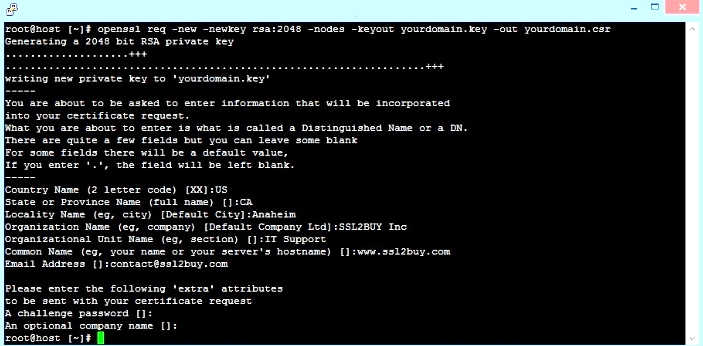 root@host [~]# openssl req -new -newkey rsa:2048 -nodes -keyout yourdomain.key -out yourdomain.csr
Generating a 2048 bit RSA private key
....................+++
....................................................................+++
writing new private key to 'yourdomain.key'
-----
You are about to be asked to enter information that will be incorporated
into your certificate request.
What you are about to enter is what is called a Distinguished Name or a DN.
There are quite a few fields but you can leave some blank
For some fields there will be a default value,
If you enter '.', the field will be left blank.
-----
Country Name (2 letter code) [XX]:US
State or Province Name (full name) []:CA
Locality Name (eg, city) [Default City]:Anaheim
Organization Name (eg, company) [Default Company Ltd]:SSL2BUY Inc
Organizational Unit Name (eg, section) []:IT Support
Common Name (eg, your name or your server's hostname) []:www.ssl2buy.com
Email Address []:contact@ssl2buy.com

Please enter the following 'extra' attributes
to be sent with your certificate request
A challenge password []:
An optional company name []:
root@host [~]#